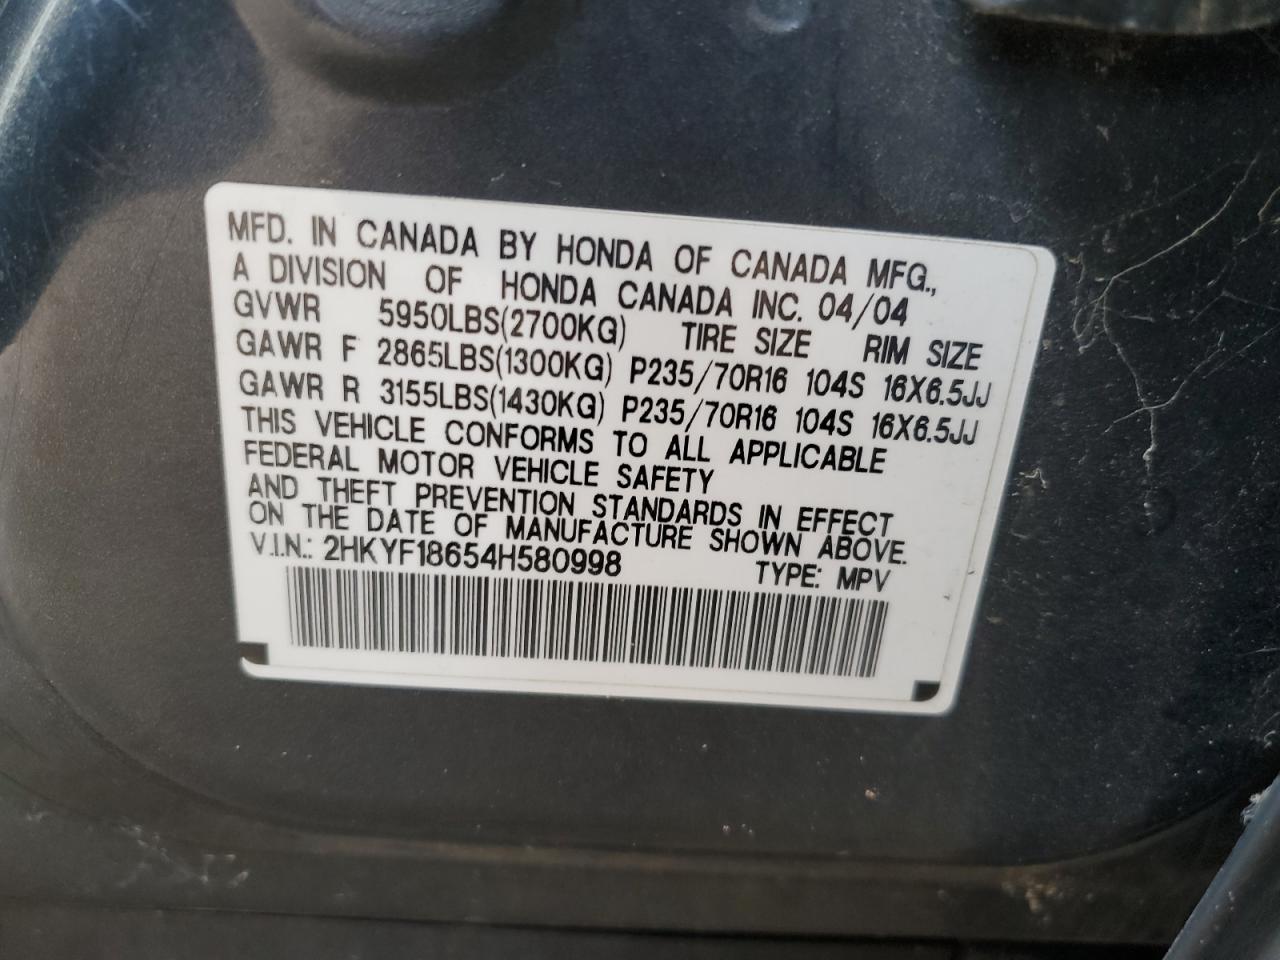 MFD. IN CANADA BY HONDA OF CANADA MFG.,
A DIVISION OF HONDA CANADA INC. 04/04
GVWR 5950LBS(2700KG) TIRE SIZE RIM SIZE
GAWR F 2865LBS(1300KG) P235/70R16 104S 16X6.5JJ
GAWR R 3155LBS(1430KG) P235/70R16 104S 16X6.5JJ
THIS VEHICLE CONFORMS TO ALL APPLICABLE
FEDERAL MOTOR VEHICLE SAFETY
AND THEFT PREVENTION STANDARDS IN EFFECT
ON THE DATE OF MANUFACTURE SHOWN ABOVE.
V.I.N.: 2HKYF18654H580998 TYPE: MPV